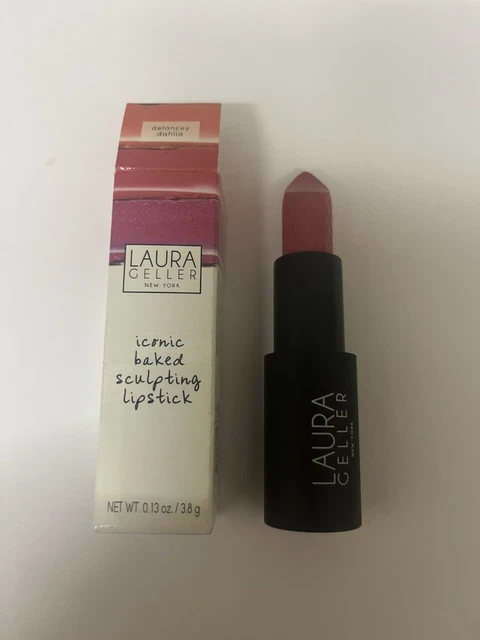 delancey
dahlia
LAURA
GELLER
NEW YORK
iconic
baked
sculpting
lipstick
NET WT. 0.13 oz. / 3.8 g
LAURA
GELLER
NEW YORK